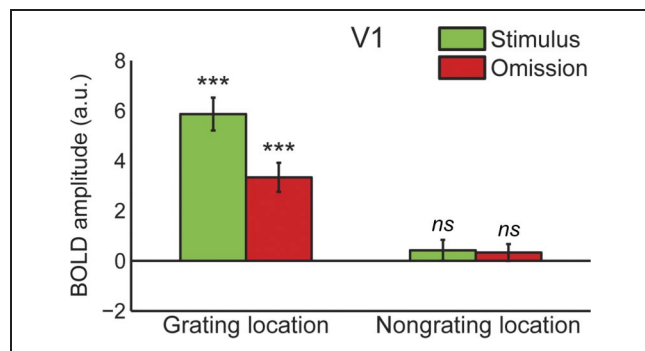 V1
Stimulus
Omission
BOLD amplitude (a.u.)
8
6
4
2
0
−2
***
***
ns
ns
Grating location
Nongrating location